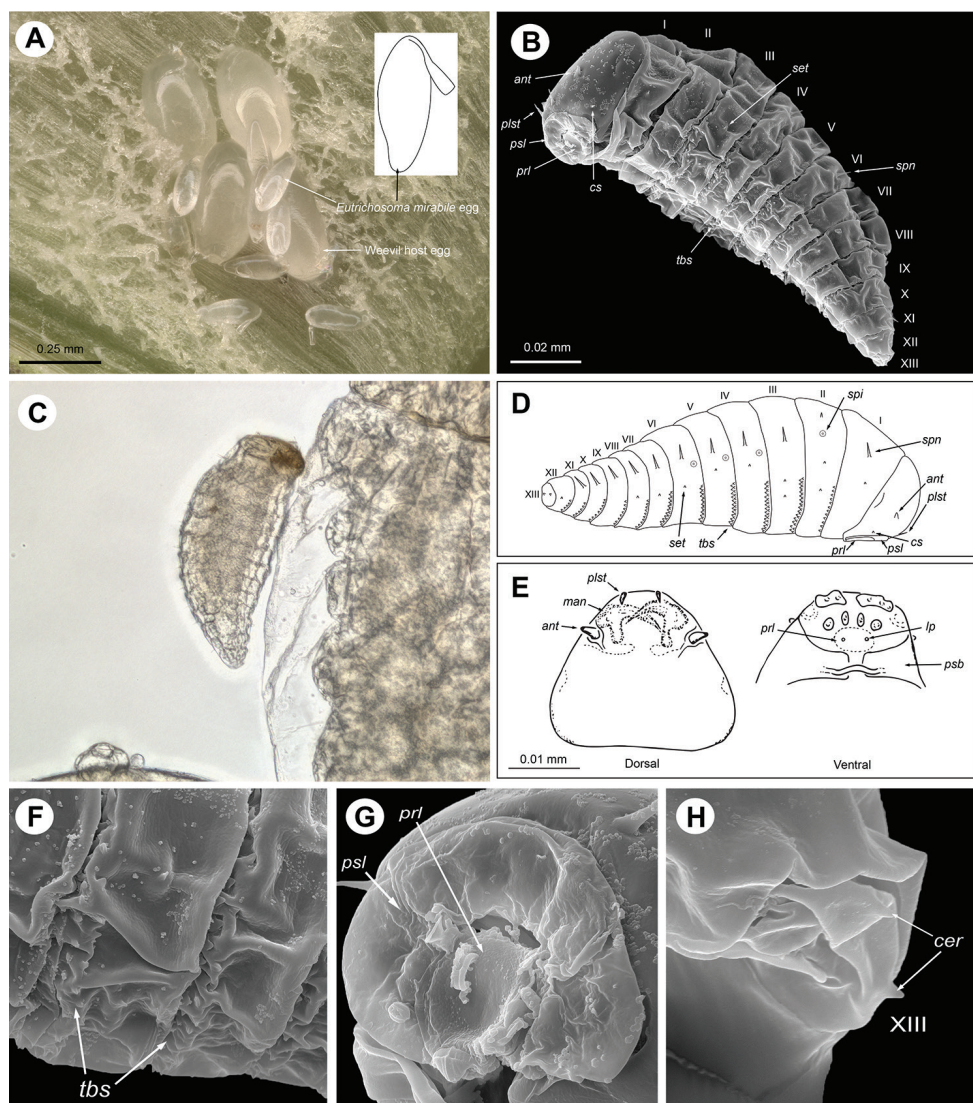 A
Eutrichosoma mirabile egg
Weevil host egg
0.25 mm
B
I
II
III
IV
V
VI
VII
VIII
IX
X
XI
XII
XIII
ant
plst
psl
prl
cs
set
spn
tbs
0.02 mm
C
D
XIII
XII
XI
X
IX
VIII
VII
VI
V
IV
III
II
I
spi
spn
ant
plst
cs
psl
prl
tbs
set
E
plst
man
ant
prl
lp
psb
0.01 mm
Dorsal
Ventral
F
tbs
G
psl
prl
H
cer
XIII